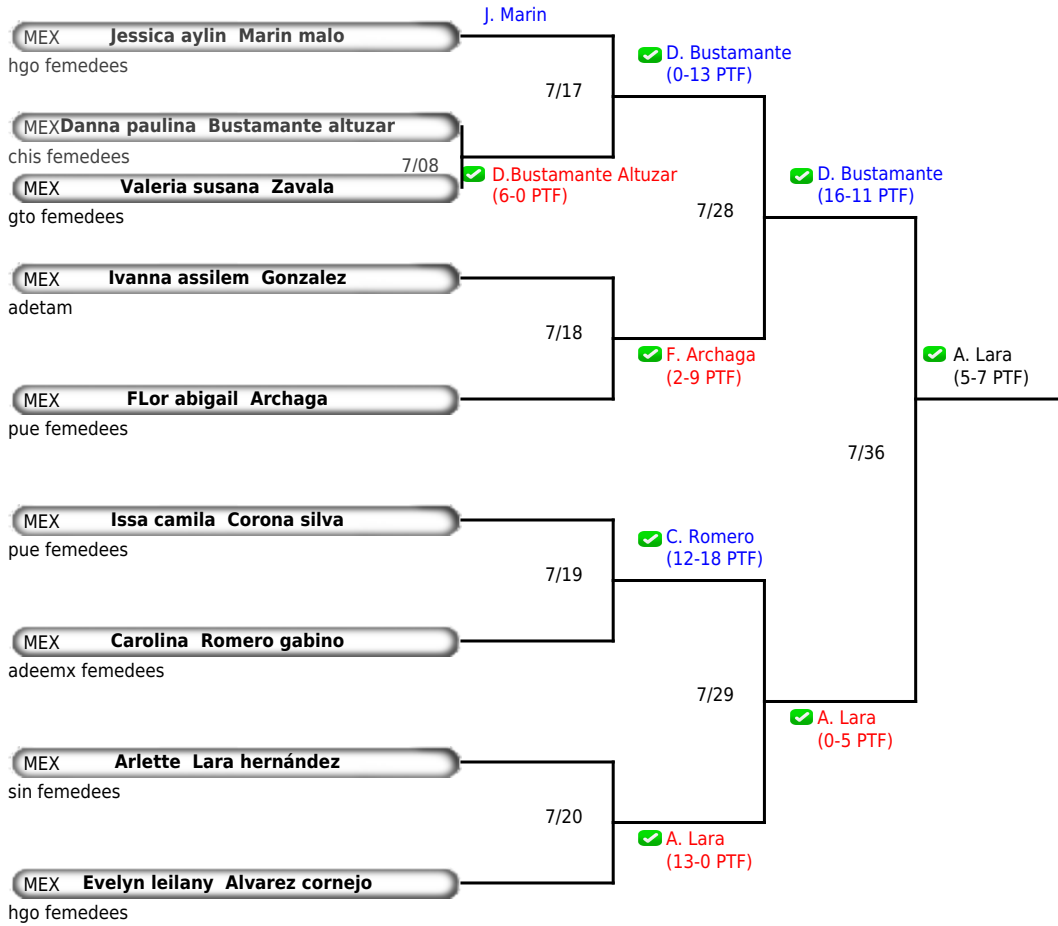 J. Marin
MEX Jessica aylin Marin malo
hgo femedees
D. Bustamante
(0-13 PTF)
7/17
MEX Danna paulina Bustamante altuzar
chis femedees
7/08
D.Bustamante Altuzar
(6-0 PTF)
MEX Valeria susana Zavala
gto femedees
D. Bustamante
(16-11 PTF)
7/28
MEX Ivanna assilem Gonzalez
adetam
7/18
F. Archaga
(2-9 PTF)
A. Lara
(5-7 PTF)
MEX FLor abigail Archaga
pue femedees
7/36
MEX Issa camila Corona silva
pue femedees
C. Romero
(12-18 PTF)
7/19
MEX Carolina Romero gabino
adeemx femedees
7/29
A. Lara
(0-5 PTF)
MEX Arlette Lara hernández
sin femedees
7/20
A. Lara
(13-0 PTF)
MEX Evelyn leilany Alvarez cornejo
hgo femedees